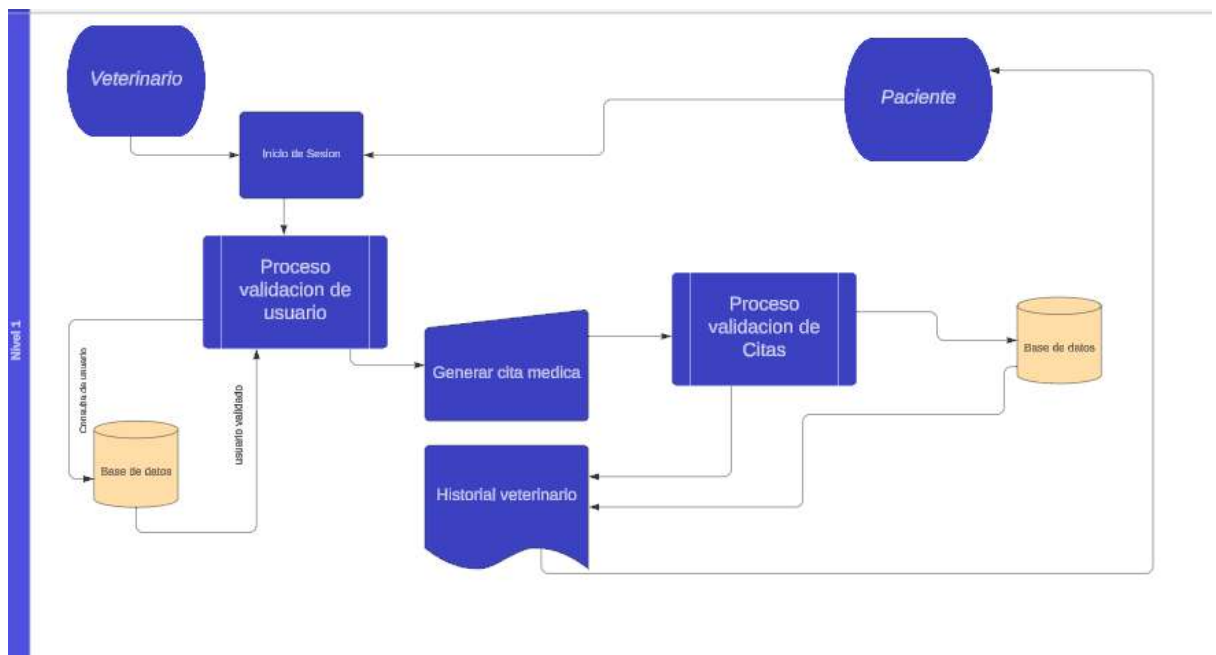 Nivel 1
Veterinario
Paciente
Inicio de Sesion
Proceso
validacion de
usuario
Proceso
validacion de
Citas
Generar cita medica
Base de datos
Consulta de usuario
usuario validado
Base de datos
Historial veterinario